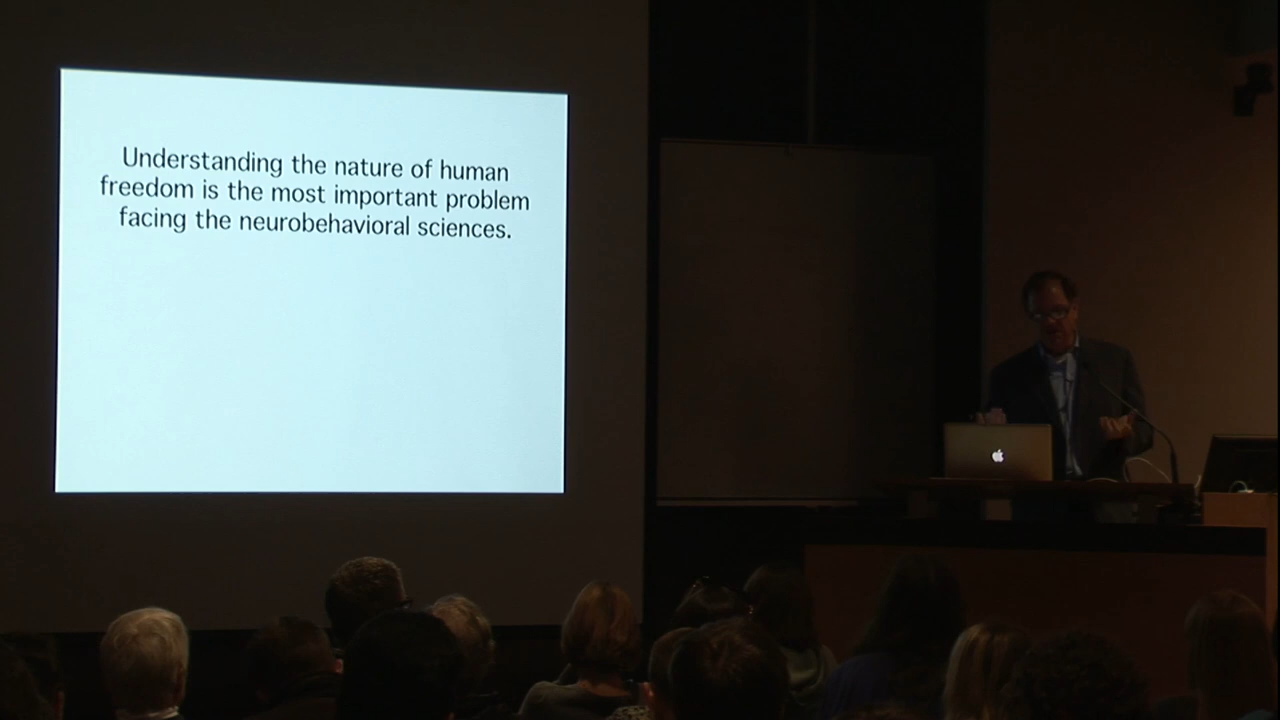 Understanding the nature of human
freedom is the most important problem
facing the neurobehavioral sciences.